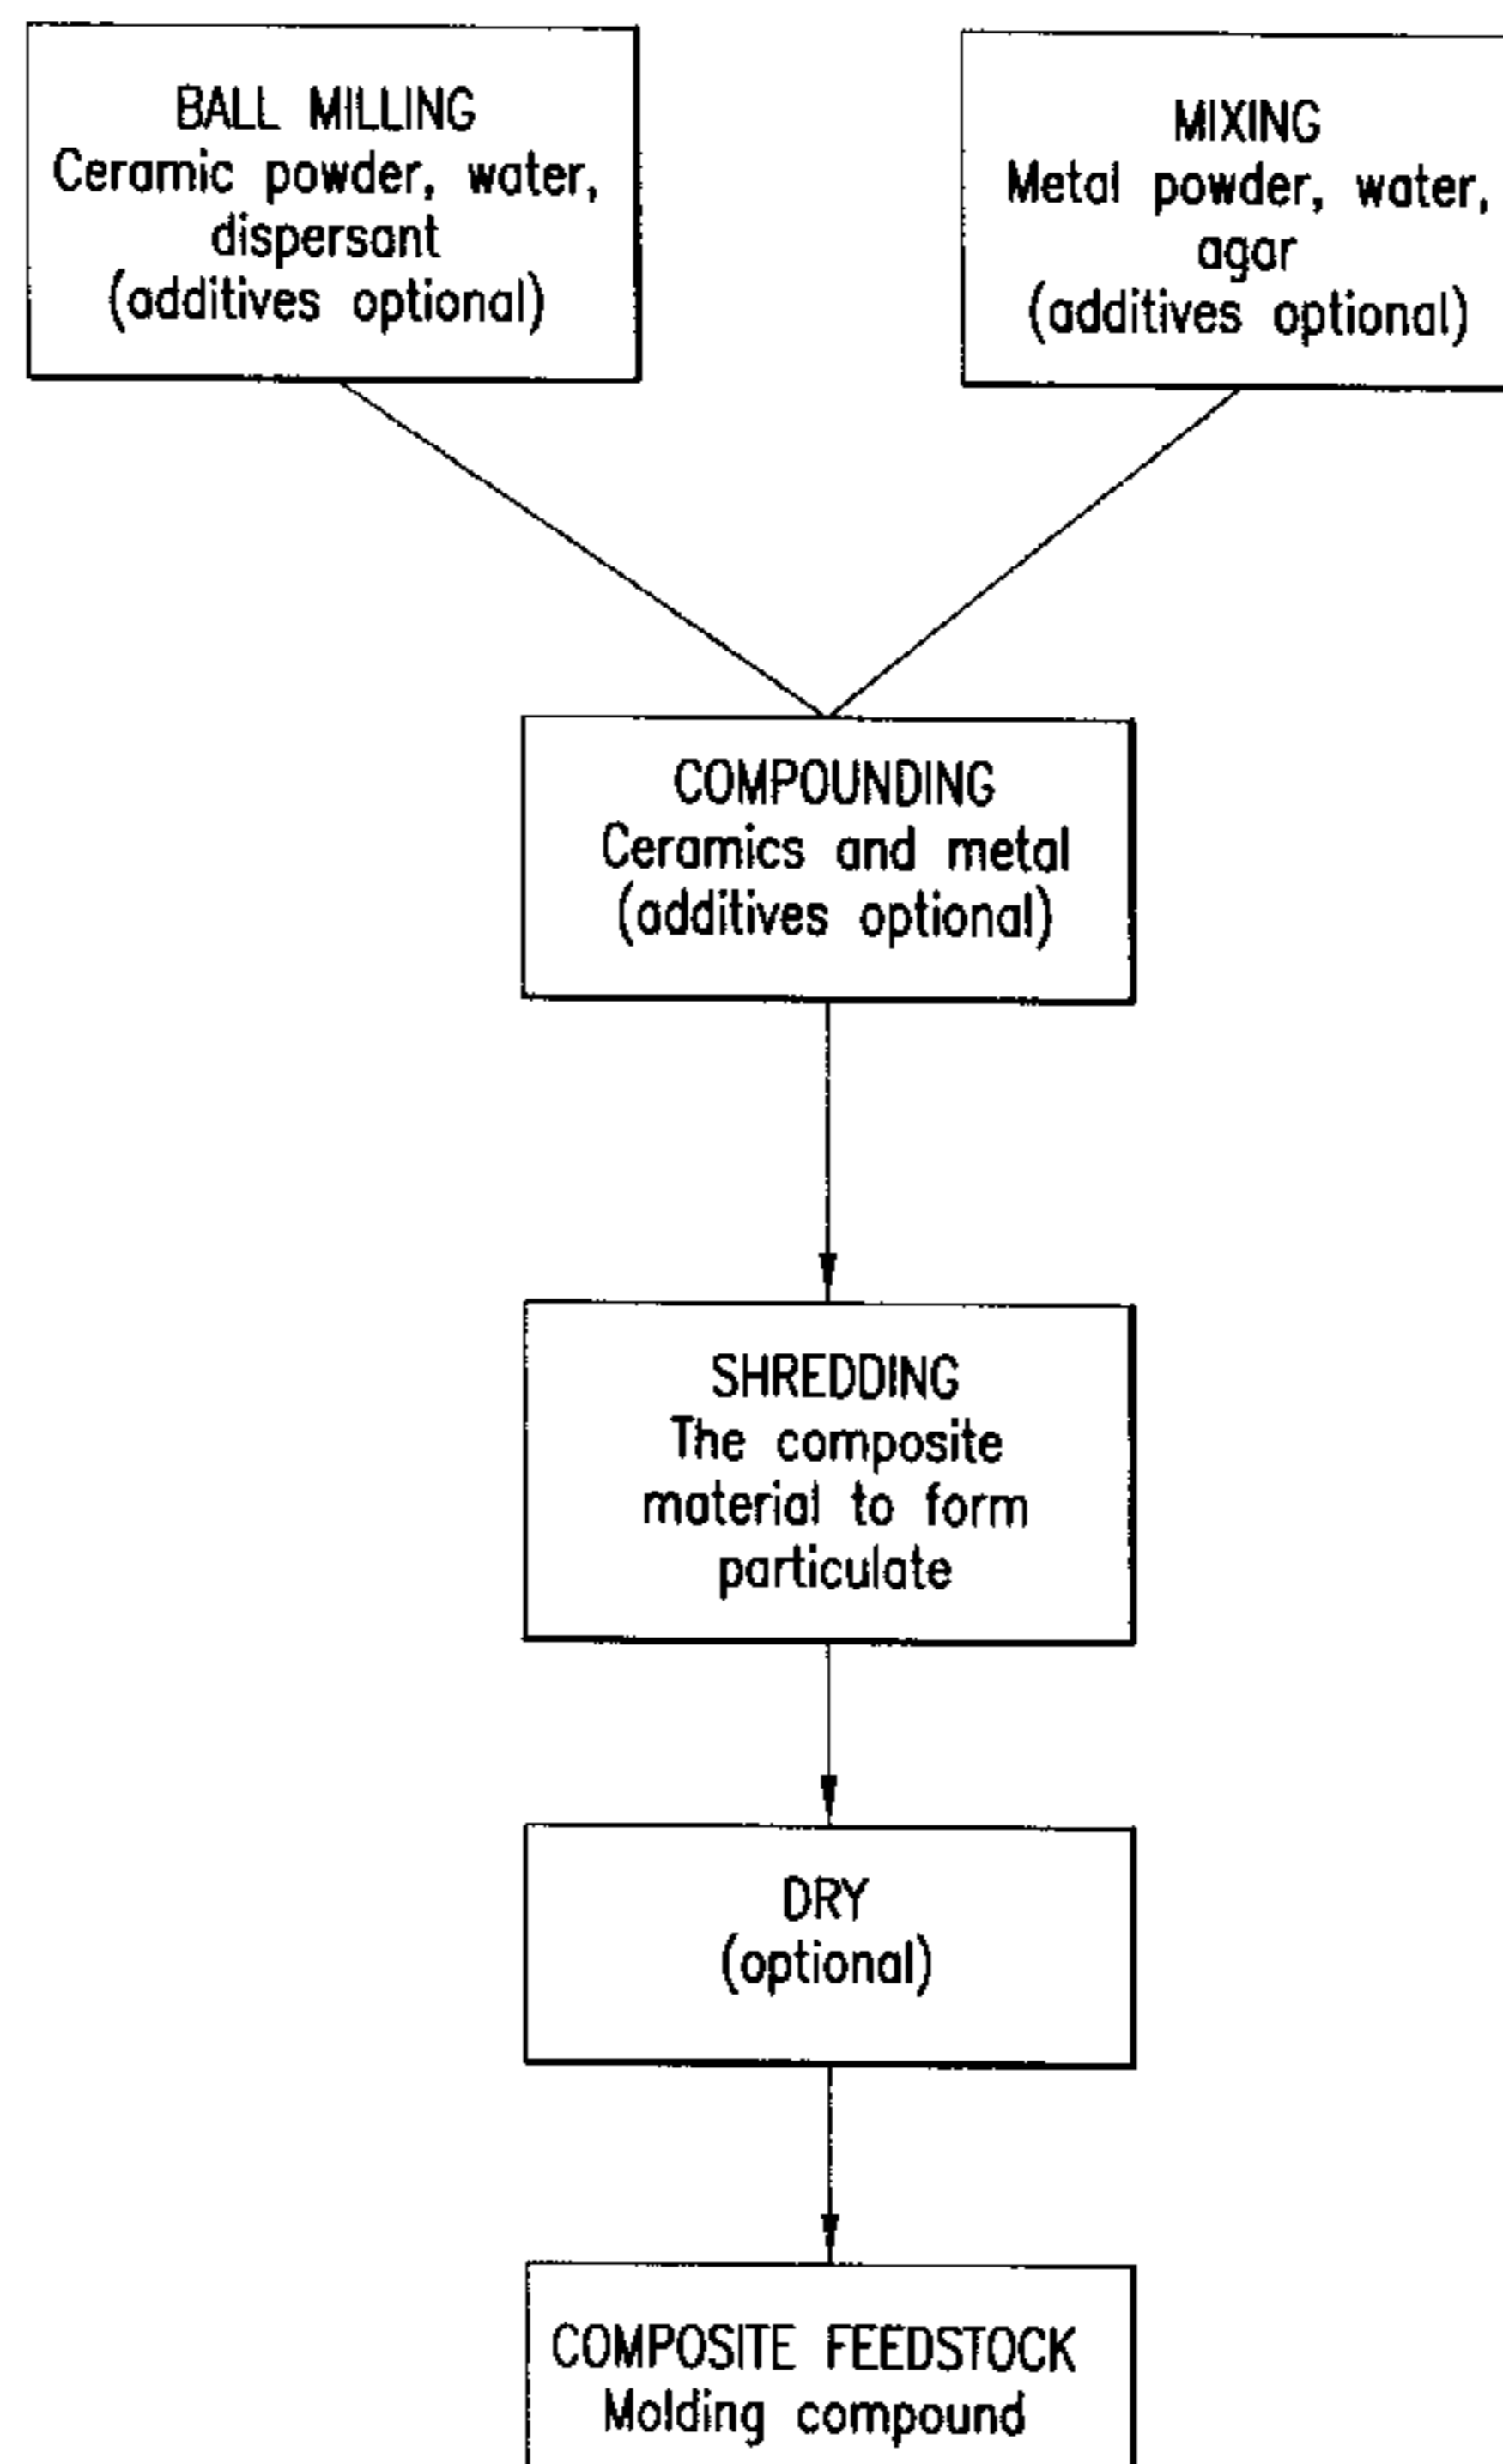 BALL MILLING
Ceramic powder, water,
dispersant
(additives optional)
MIXING
Metal powder, water,
agar
(additives optional)
COMPOUNDING
Ceramics and metal
(additives optional)
SHREDDING
The composite
material to form
particulate
DRY
(optional)
COMPOSITE FEEDSTOCK
Molding compound